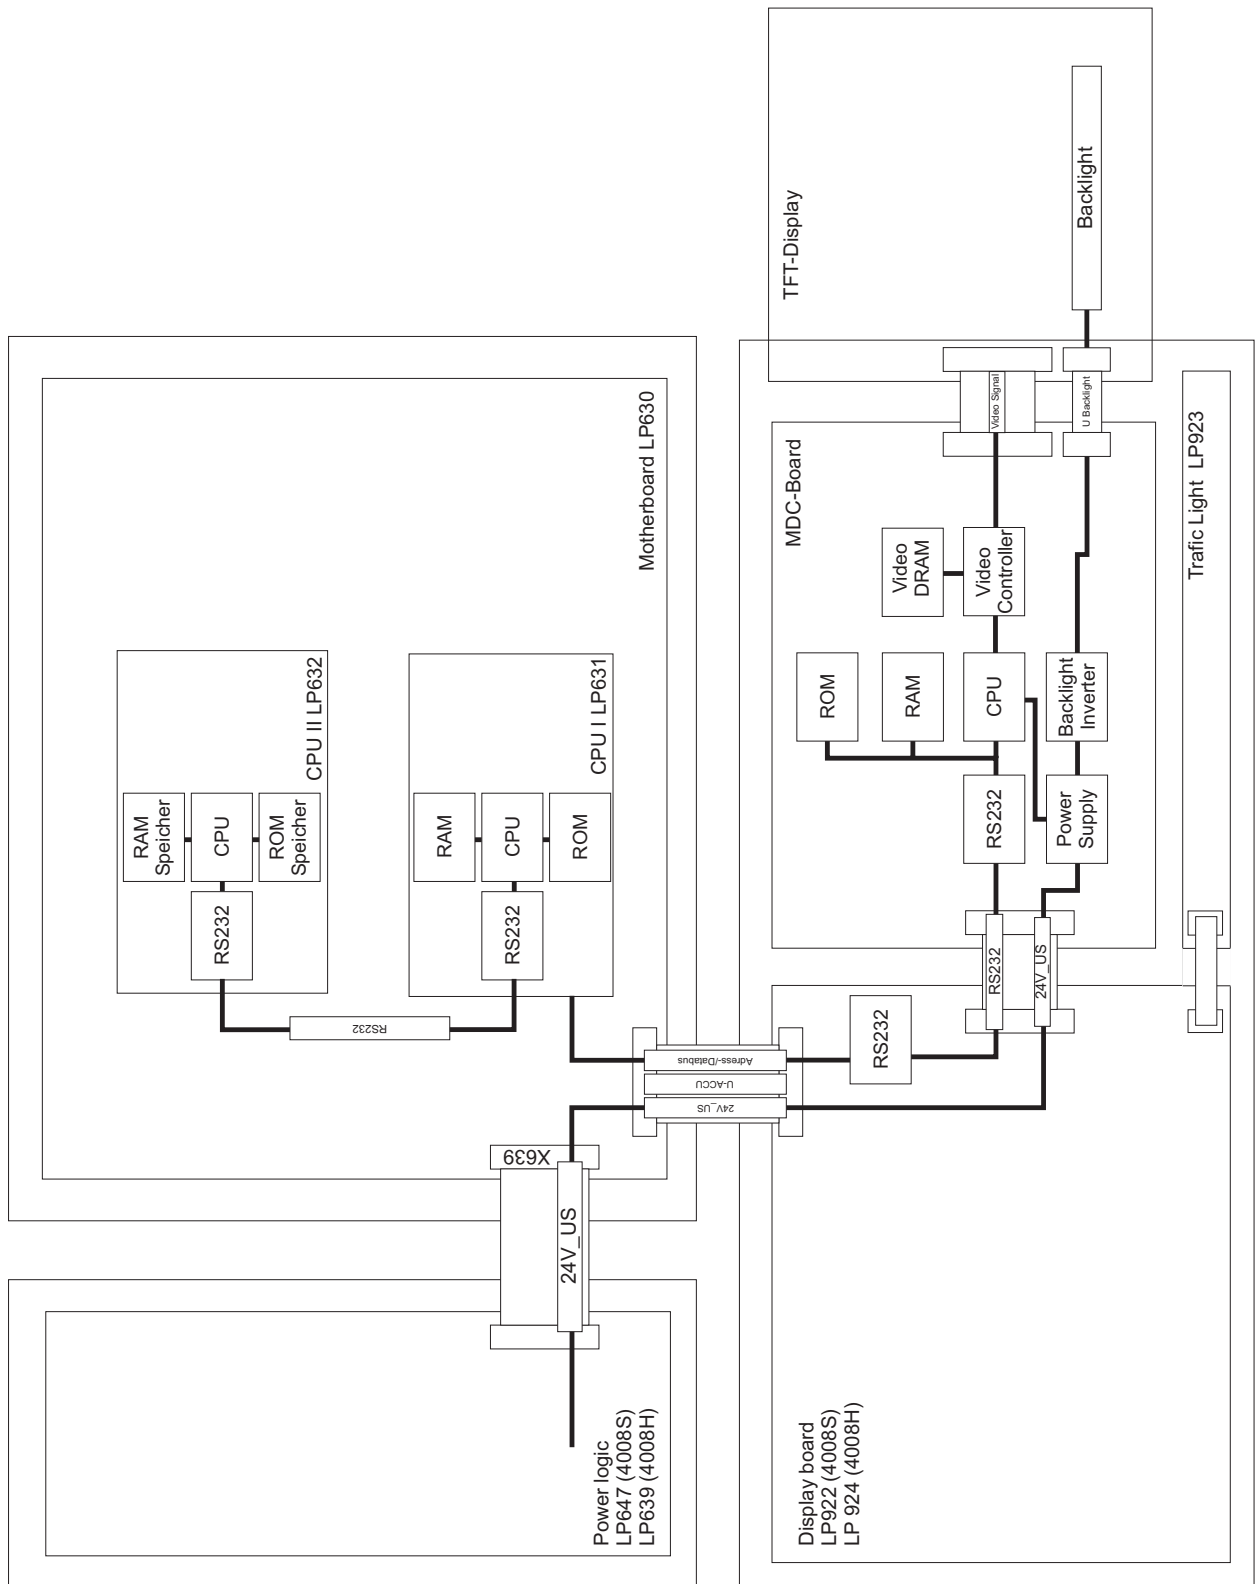 Power logic
LP647 (4008S)
LP639 (4008H)
24V_US
X639
Motherboard LP630
CPU II LP632
RAM
Speicher
CPU
ROM
Speicher
RS232
RS232
CPU I LP631
RAM
CPU
ROM
RS232
Adress-/Databus
U-ACCU
24V_US
Display board
LP922 (4008S)
LP 924 (4008H)
RS232
RS232
24V_US
MDC-Board
ROM
RAM
Video
DRAM
RS232
CPU
Video
Controller
Power
Supply
Backlight
Inverter
Video Signal
U Backlight
TFT-Display
Backlight
Trafic Light LP923